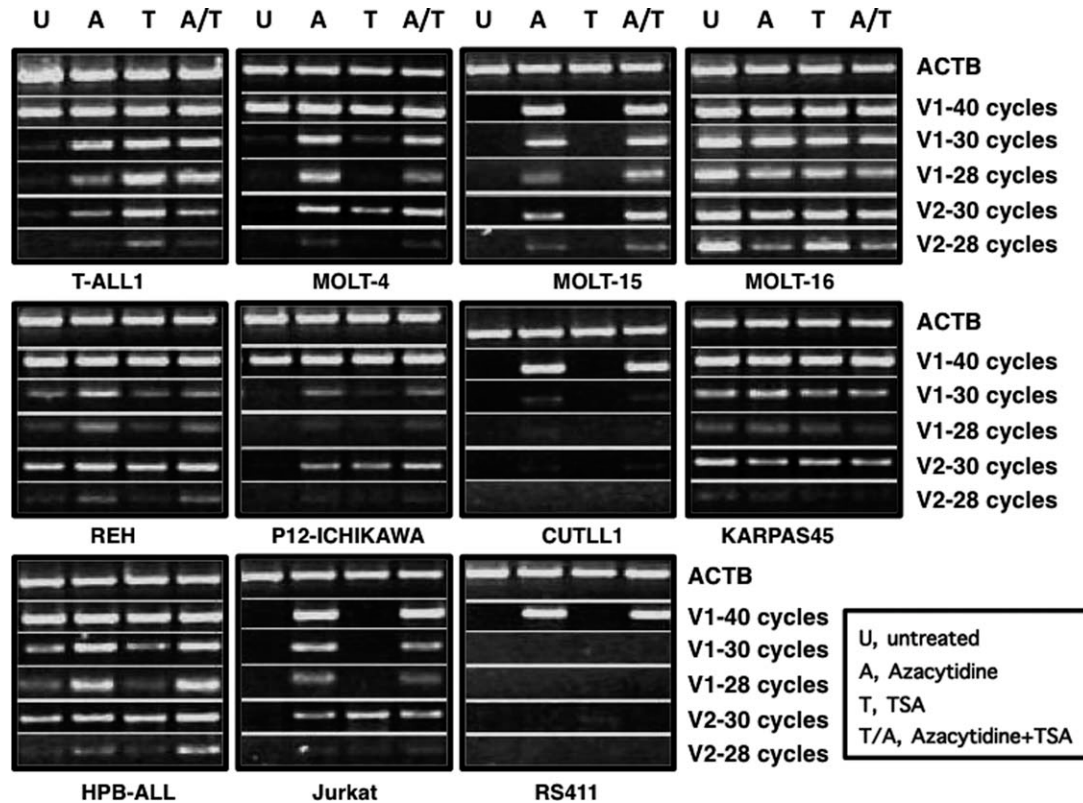 U A T A/T U A T A/T U A T A/T U A T A/T
ACTB
V1-40 cycles
V1-30 cycles
V1-28 cycles
V2-30 cycles
V2-28 cycles
T-ALL1 MOLT-4 MOLT-15 MOLT-16
ACTB
V1-40 cycles
V1-30 cycles
V1-28 cycles
V2-30 cycles
V2-28 cycles
REH P12-ICHIKAWA CUTLL1 KARPAS45
ACTB
V1-40 cycles
V1-30 cycles
V1-28 cycles
V2-30 cycles
V2-28 cycles
HPB-ALL Jurkat RS411
U, untreated
A, Azacytidine
T, TSA
T/A, Azacytidine+TSA